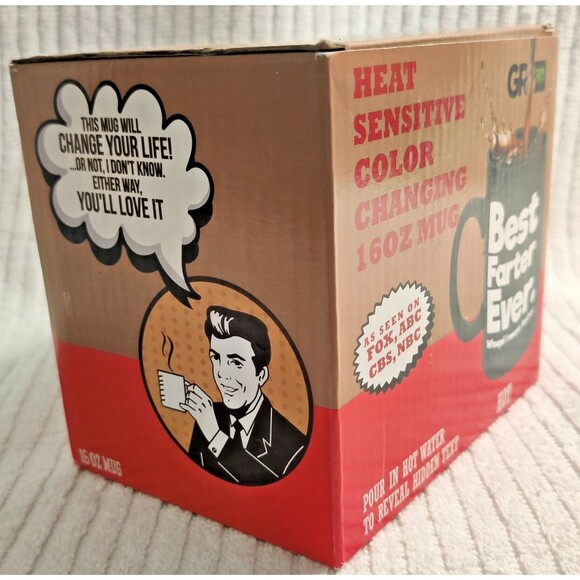 THIS MUG WILL
CHANGE YOUR LIFE!
...OR NOT, I DON'T KNOW.
EITHER WAY,
YOU'LL LOVE IT
16 OZ MUG
HEAT
SENSITIVE
COLOR
CHANGING
16OZ MUG
AS SEEN ON
FOX, ABC
CBS, NBC
POUR IN HOT WATER
TO REVEAL HIDDEN TEXT
Best
Farter
Ever.
HOT